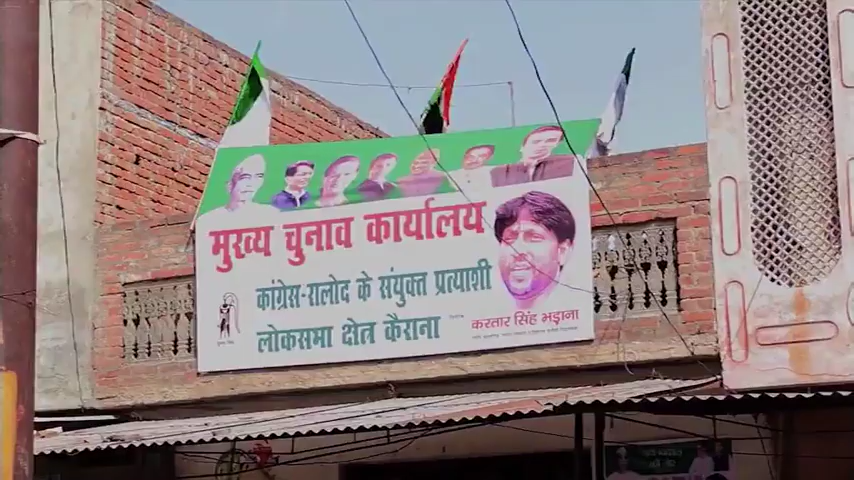 मुख्य चुनाव कार्यालय
कांग्रेस-रालोद के संयुक्त प्रत्याशी
लोकसभा क्षेत्र कैराना
करतार सिंह भड़ाना